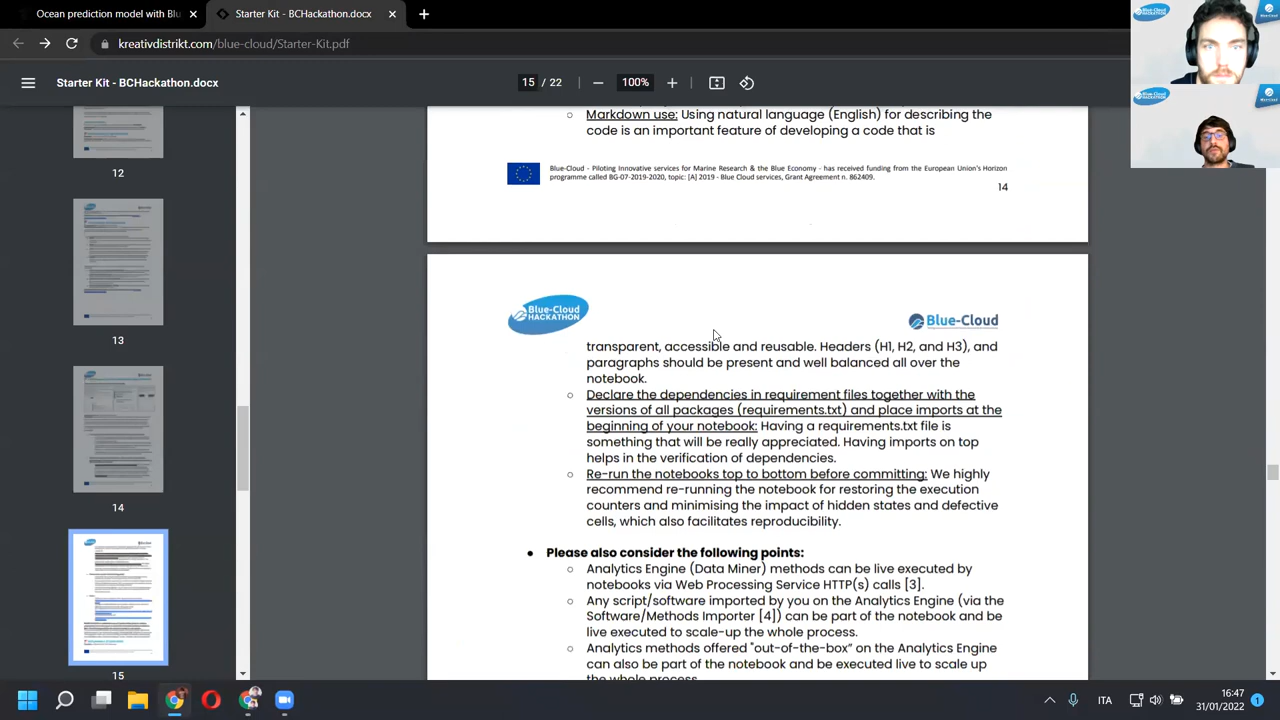 Ocean prediction model with Blu
Starter Kit - BCHackathon.docx
kreativdistrikt.com/blue-cloud/Starter-Kit.pdf
Starter Kit - BCHackathon.docx
15 / 22
100%
12
13
14
15
Markdown use: Using natural language (English) for describing the
code is an important feature of developing a code that is
Blue-Cloud - Piloting Innovative services for Marine Research & the Blue Economy - has received funding from the European Union's Horizon
programme called BG-07-2019-2020, topic: [A] 2019 - Blue Cloud services, Grant Agreement n. 862409.
14
Blue-Cloud
HACKATHON
Blue-Cloud
transparent, accessible and reusable. Headers (H1, H2, and H3), and
paragraphs should be present and well balanced all over the
notebook.
Declare the dependencies in requirement files together with the
versions of all packages (requirements.txt) and place imports at the
beginning of your notebook: Having a requirements.txt file is
something that will be really appreciated. Having imports on top
helps in the verification of dependencies.
Re-run the notebooks top to bottom before committing: We highly
recommend re-running the notebook for restoring the execution
counters and minimising the impact of hidden states and defective
cells, which also facilitates reproducibility.
Please also consider the following points:
Analytics Engine (Data Miner) methods can be live executed by
notebooks via Web Processing Service HTTP(s) calls [3].
Any script/software imported by you on the Analytics Engine (via the
Software/Methods Importer [4]) can be part of the notebook and be
live executed to scale-up the whole process.
Analytics methods offered "out-of-the-box" on the Analytics Engine
can also be part of the notebook and be executed live to scale up
the whole process.
Blue-Cloud
HACKATHON
Blue-Cloud
Blue-Cloud
HACKATHON
ITA
16:47
31/01/2022
1